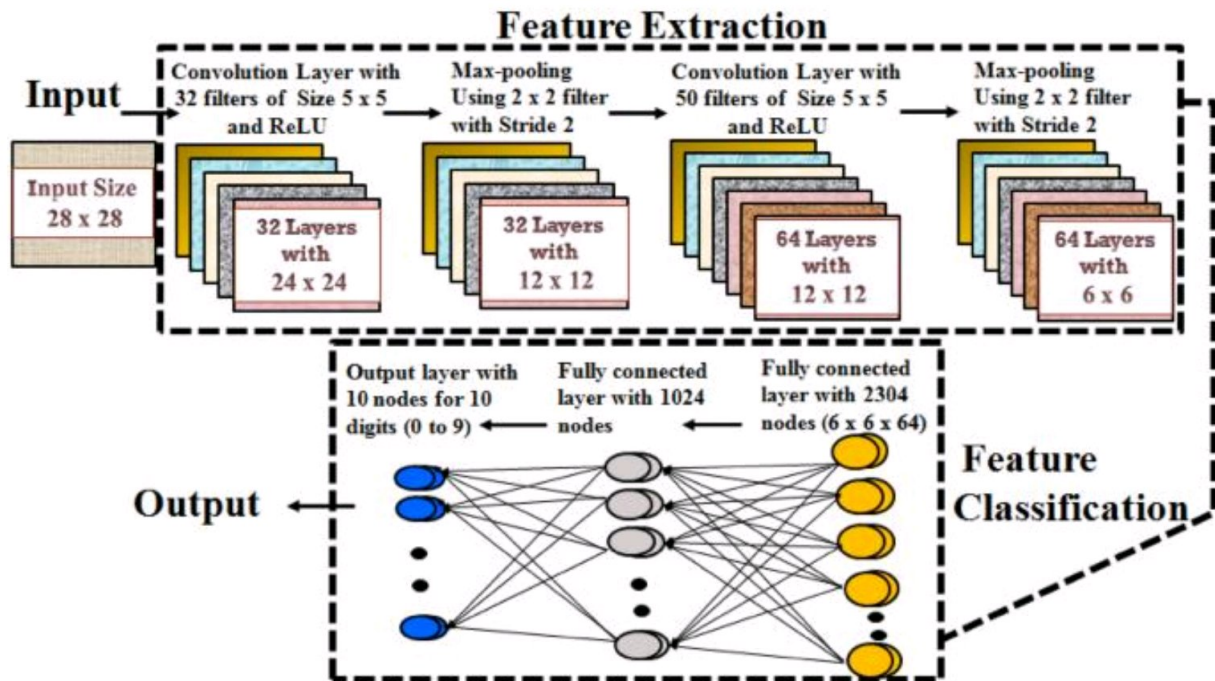 Feature Extraction
Input
Convolution Layer with
32 filters of Size 5 x 5
and ReLU
Max-pooling
Using 2 x 2 filter
with Stride 2
Convolution Layer with
50 filters of Size 5 x 5
and ReLU
Max-pooling
Using 2 x 2 filter
with Stride 2
Input Size
28 x 28
32 Layers
with
24 x 24
32 Layers
with
12 x 12
64 Layers
with
12 x 12
64 Layers
with
6 x 6
Output layer with
10 nodes for 10
digits (0 to 9)
Fully connected
layer with 1024
nodes
Fully connected
layer with 2304
nodes (6 x 6 x 64)
Feature
Classification
Output